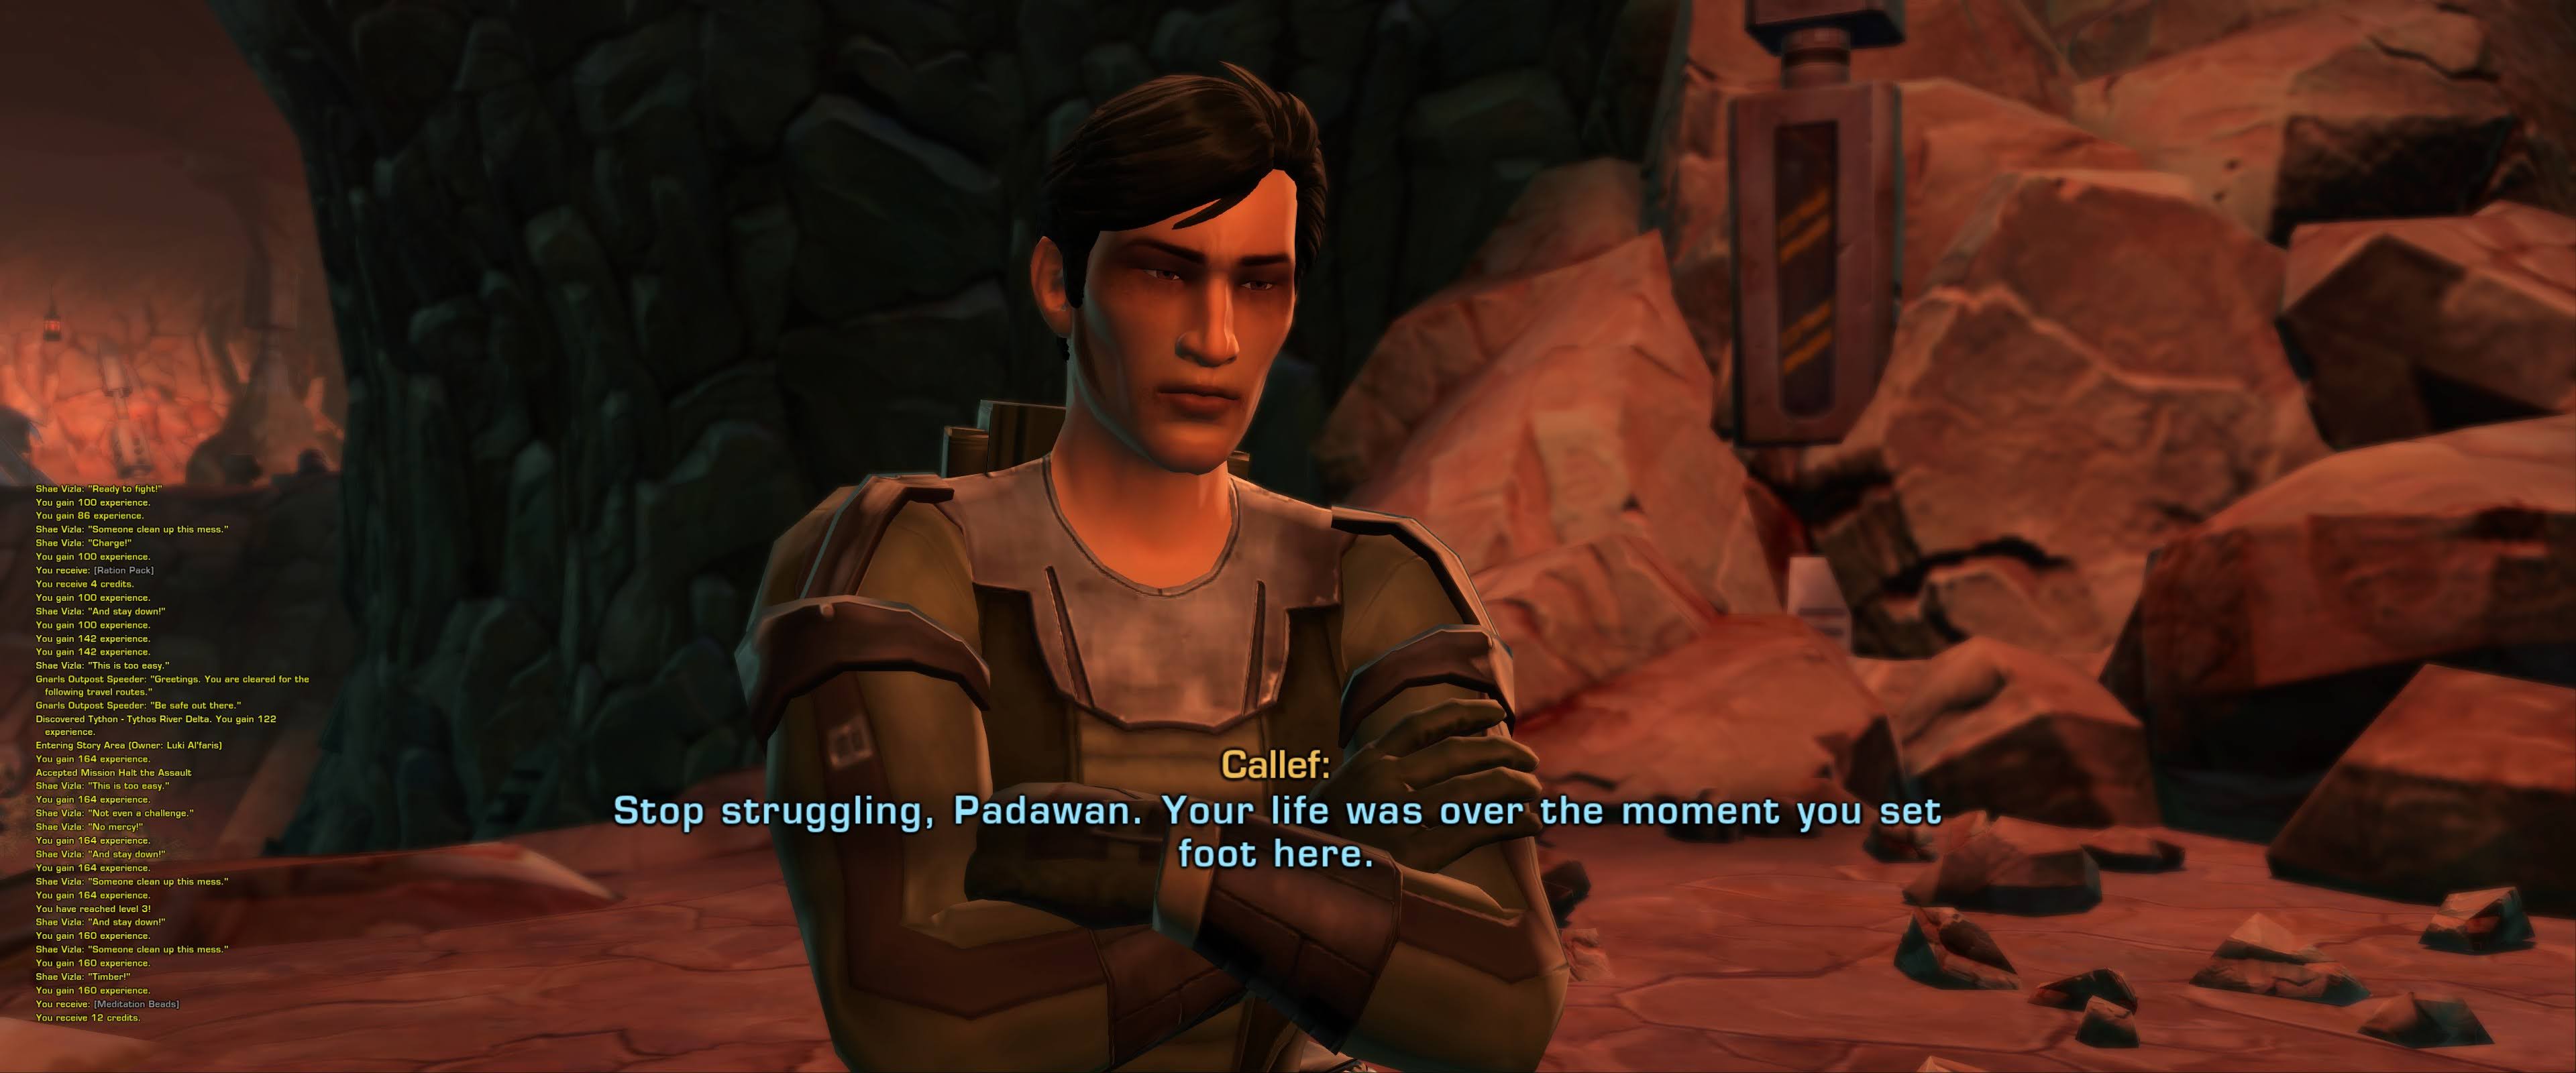 Shae Vizla: "Ready to fight!"
You gain 100 experience.
You gain 86 experience.
Shae Vizla: "Someone clean up this mess."
Shae Vizla: "Charge!"
You gain 100 experience.
You receive: [Ration Pack]
You receive 4 credits.
You gain 100 experience.
Shae Vizla: "And stay down!"
You gain 100 experience.
You gain 142 experience.
You gain 142 experience.
Shae Vizla: "This is too easy."
Gnarls Outpost Speeder: "Greetings. You are cleared for the
following travel routes."
Gnarls Outpost Speeder: "Be safe out there."
Discovered Tython - Tythos River Delta. You gain 122
experience.
Entering Story Area (Owner: Luki Al'faris)
You gain 164 experience.
Accepted Mission Halt the Assault
Shae Vizla: "This is too easy."
You gain 164 experience.
Shae Vizla: "Not even a challenge."
Shae Vizla: "No mercy!"
You gain 164 experience.
Shae Vizla: "And stay down!"
You gain 164 experience.
Shae Vizla: "Someone clean up this mess."
You gain 164 experience.
You have reached level 3!
Shae Vizla: "And stay down!"
You gain 160 experience.
Shae Vizla: "Someone clean up this mess."
You gain 160 experience.
Shae Vizla: "Timber!"
You gain 160 experience.
You receive: [Meditation Beads]
You receive 12 credits.
Callef:
Stop struggling, Padawan. Your life was over the moment you set
foot here.